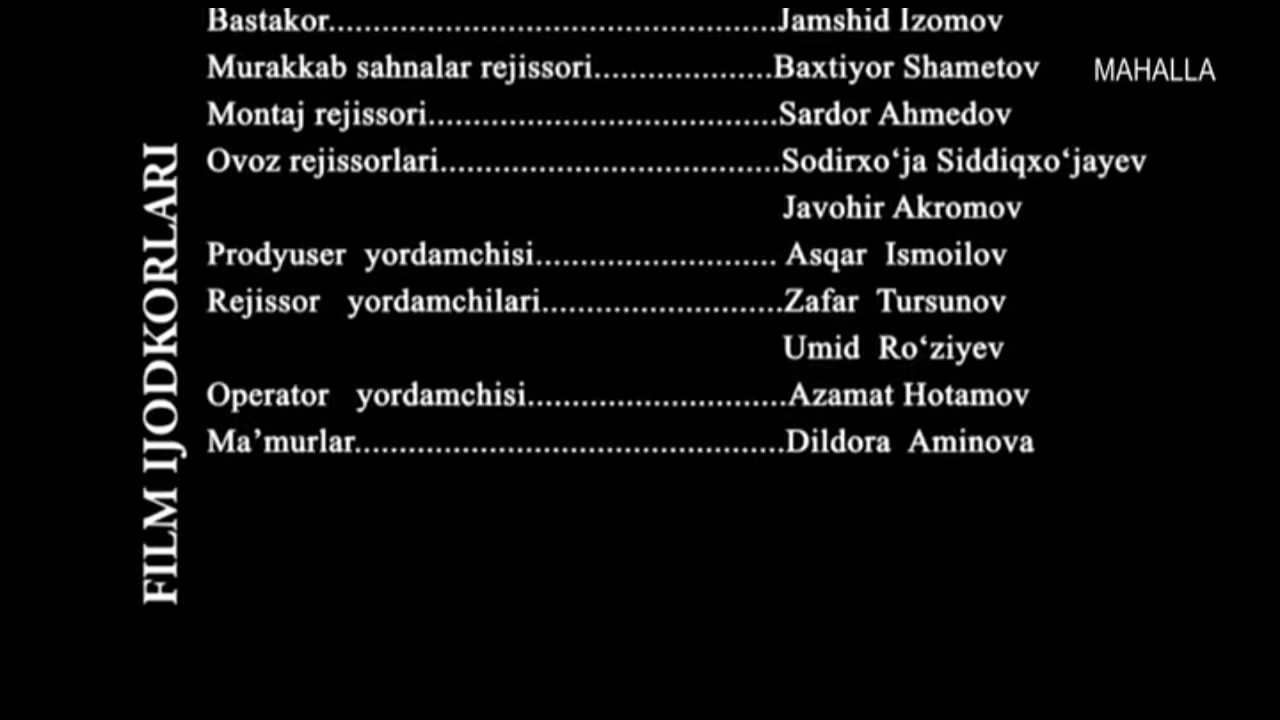 Bastakor................................................Jamshid Izomov
Murakkab sahnalar rejissori...................Baxtiyor Shametov
MAHALLA
Montaj rejissori.....................................Sardor Ahmedov
Ovoz rejissorlari....................................Sodirxo‘ja Siddiqxo‘jayev
Javohir Akromov
Prodyuser yordamchisi......................... Asqar Ismoilov
Rejissor yordamchilari.........................Zafar Tursunov
Umid Ro‘ziyev
Operator yordamchisi...........................Azamat Hotamov
Ma’murlar.............................................Dildora Aminova
FILM IJODKORLARI